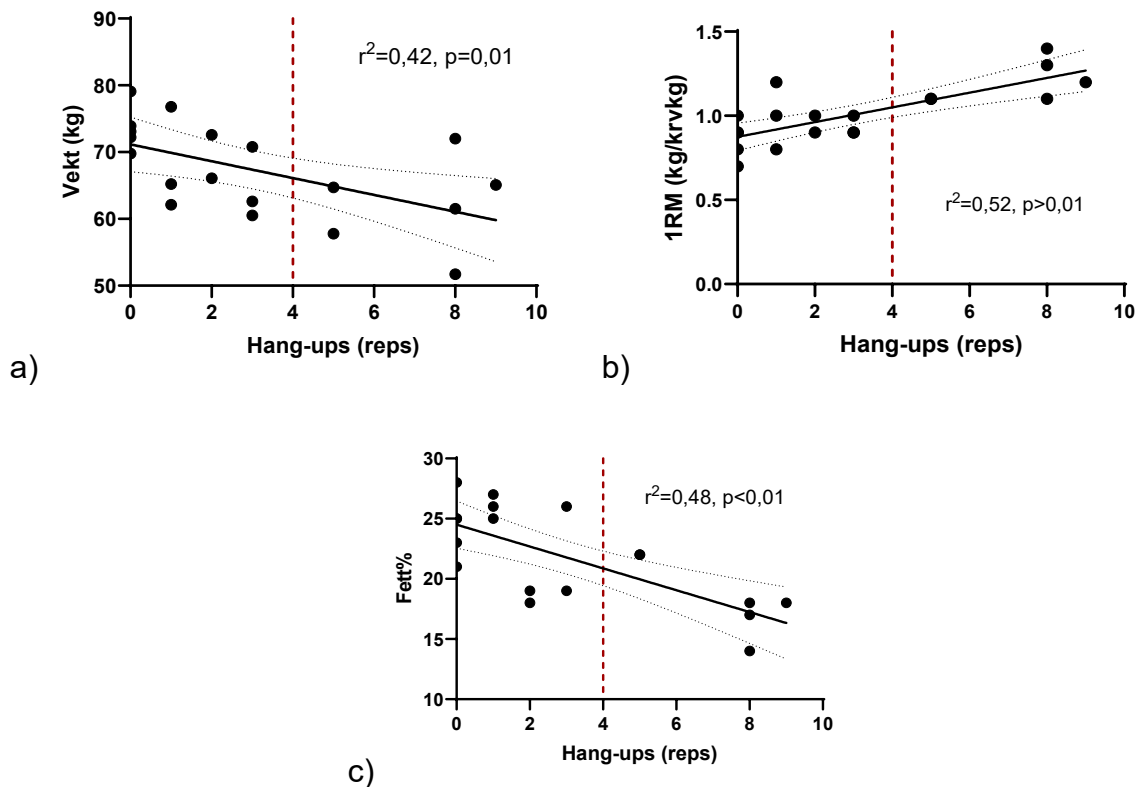 90
80
70
60
50
Vekt (kg)
r²=0,42, p=0,01
0 2 4 6 8 10
Hang-ups (reps)
a)
1.5
1.0
0.5
0.0
1RM (kg/krvkg)
r²=0,52, p>0,01
0 2 4 6 8 10
Hang-ups (reps)
b)
30
25
20
15
10
Fett%
r²=0,48, p<0,01
0 2 4 6 8 10
Hang-ups (reps)
c)